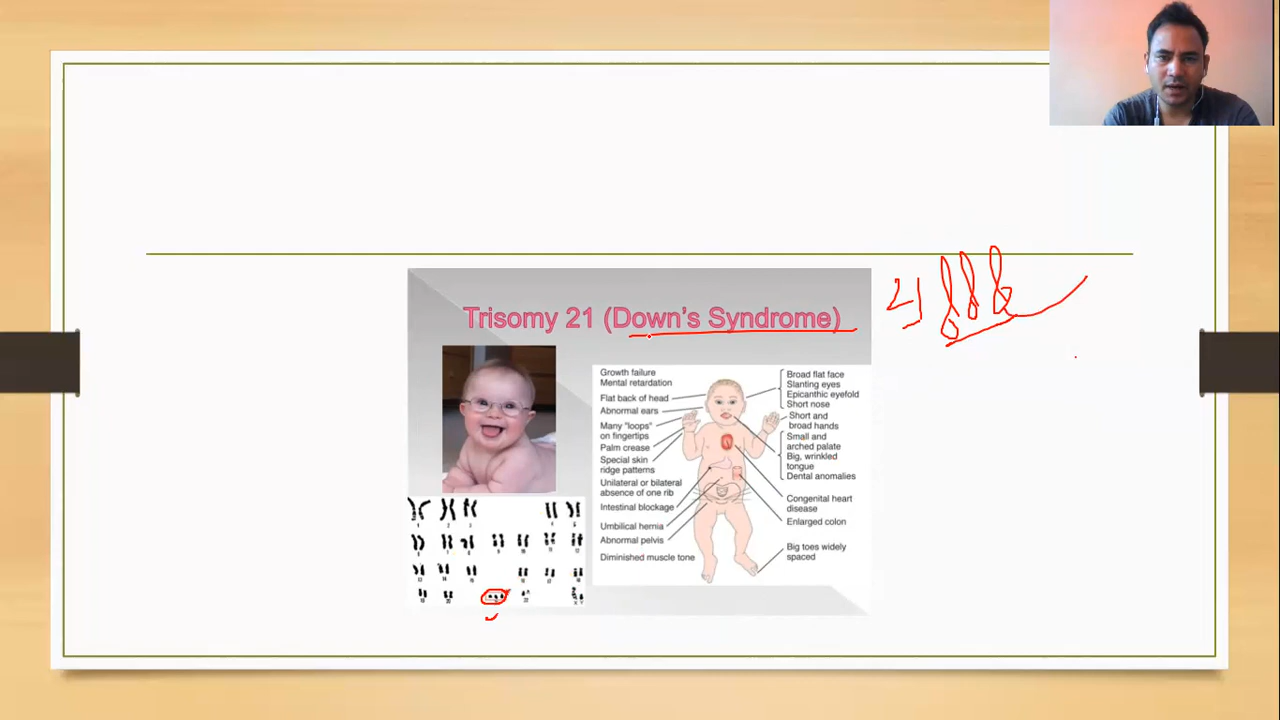 Trisomy 21 (Down's Syndrome)
21
Growth failure
Mental retardation
Flat back of head
Abnormal ears
Many "loops"
on fingertips
Palm crease
Special skin
ridge patterns
Unilateral or bilateral
absence of one rib
Intestinal blockage
Umbilical hernia
Abnormal pelvis
Diminished muscle tone
Broad flat face
Slanting eyes
Epicanthic eyefold
Short nose
Short and
broad hands
Small and
arched palate
Big, wrinkled
tongue
Dental anomalies
Congenital heart
disease
Enlarged colon
Big toes widely
spaced